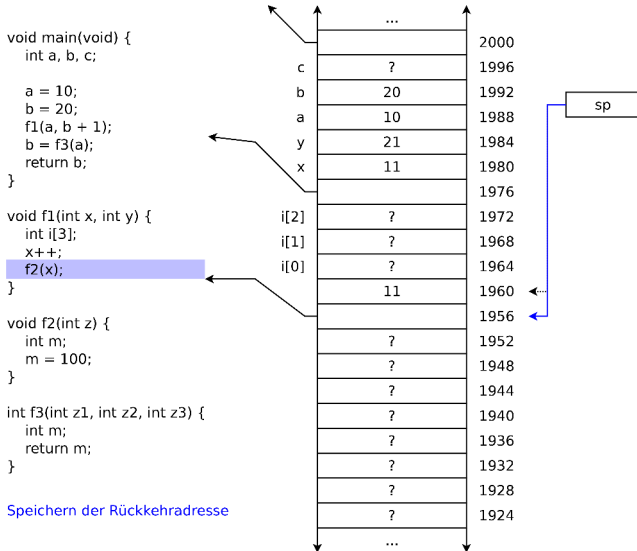 void main(void) {
int a, b, c;
a = 10;
b = 20;
f1(a, b + 1);
b = f3(a);
return b;
}
void f1(int x, int y) {
int i[3];
x++;
f2(x);
}
void f2(int z) {
int m;
m = 100;
}
int f3(int z1, int z2, int z3) {
int m;
return m;
}
Speichern der Rückkehradresse
...
2000
c ? 1996
b 20 1992
a 10 1988
y 21 1984
x 11 1980
1976
i[2] ? 1972
i[1] ? 1968
i[0] ? 1964
11 1960
1956
? 1952
? 1948
? 1944
? 1940
? 1936
? 1932
? 1928
? 1924
...
sp